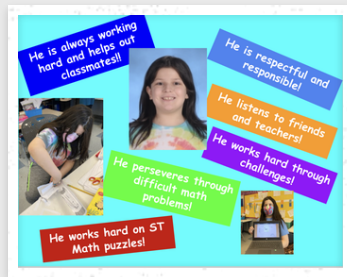 He is always working
hard and helps out
classmates!!
He is respectful and
responsible!
He listens to friends
and teachers!
He works hard through
challenges!
He perseveres through
difficult math
problems!
He works hard on ST
Math puzzles!